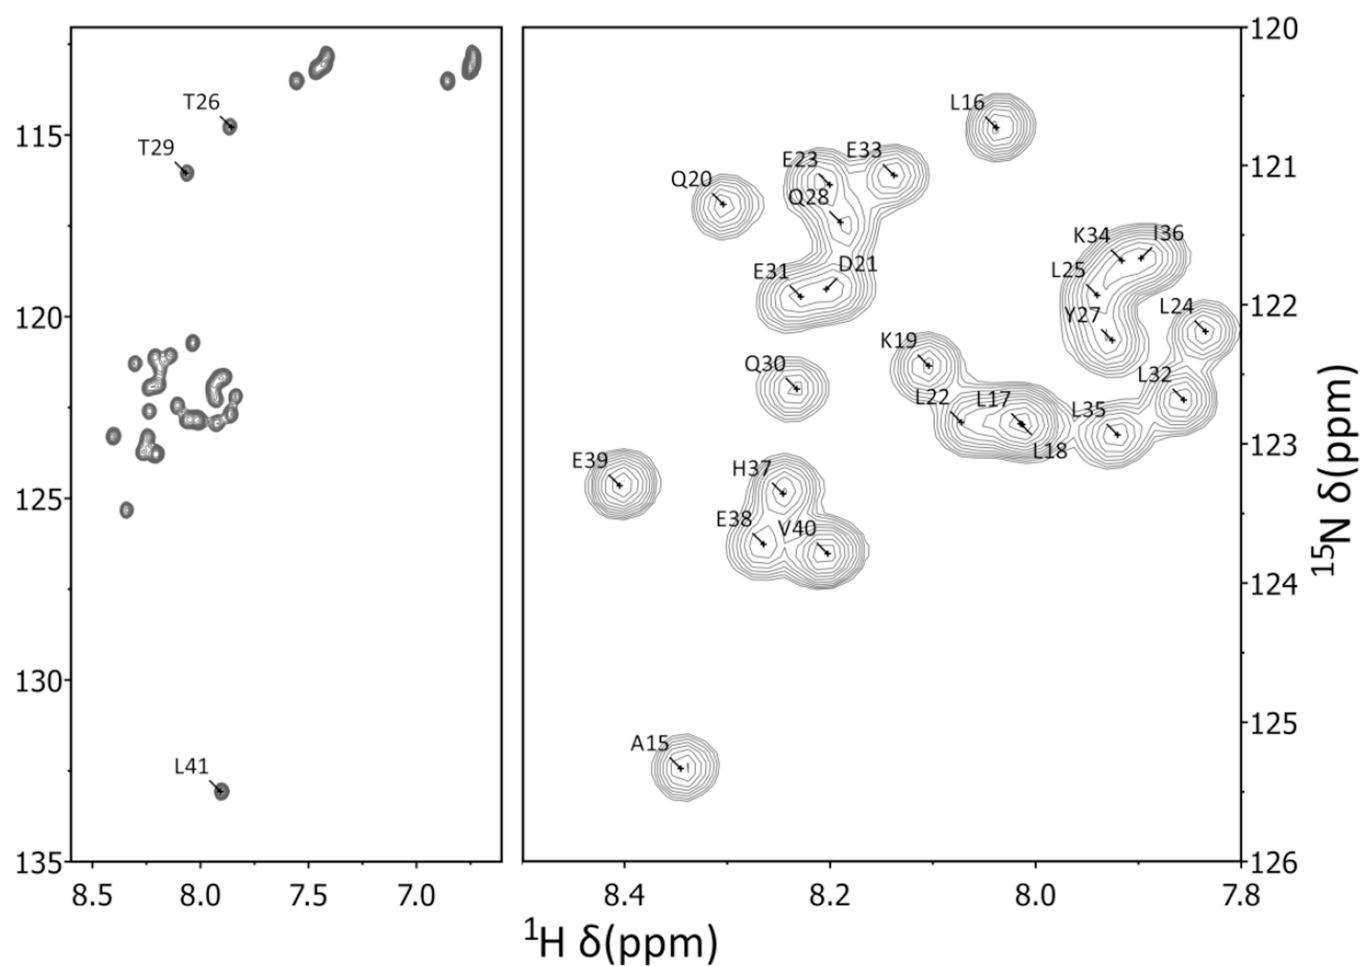 120
L16
T26
115
E33
E23
121
T29
Q20
Q28
K34
I36
D21
E31
L25
120
122
L24
Y27
K19
Q30
L32
L22
L17
L35
123
L18
E39
H37
125
E38
V40
124
130
125
A15
L41
135
126
8.5
8.0
7.5
7.0
8.4
8.2
8.0
7.8
¹H δ(ppm)
¹⁵N δ(ppm)